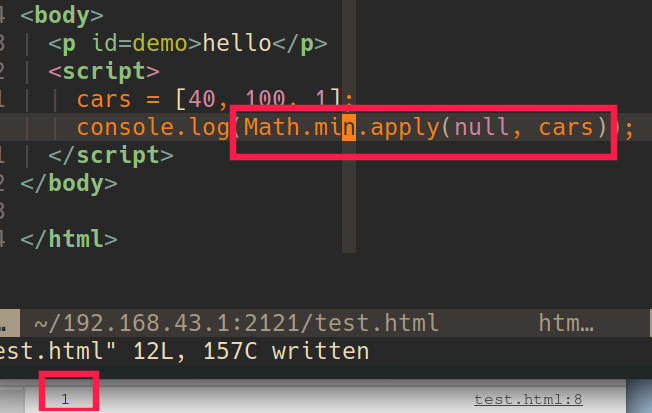 4 <body>
3 <p id=demo>hello</p>
2 <script>
1 cars = [40, 100, 1];
console.log(Math.min.apply(null, cars));
1 </script>
2 </body>
3
4 </html>
… ~/192.168.43.1:2121/test.html htm…
est.html" 12L, 157C written
1 test.html:8